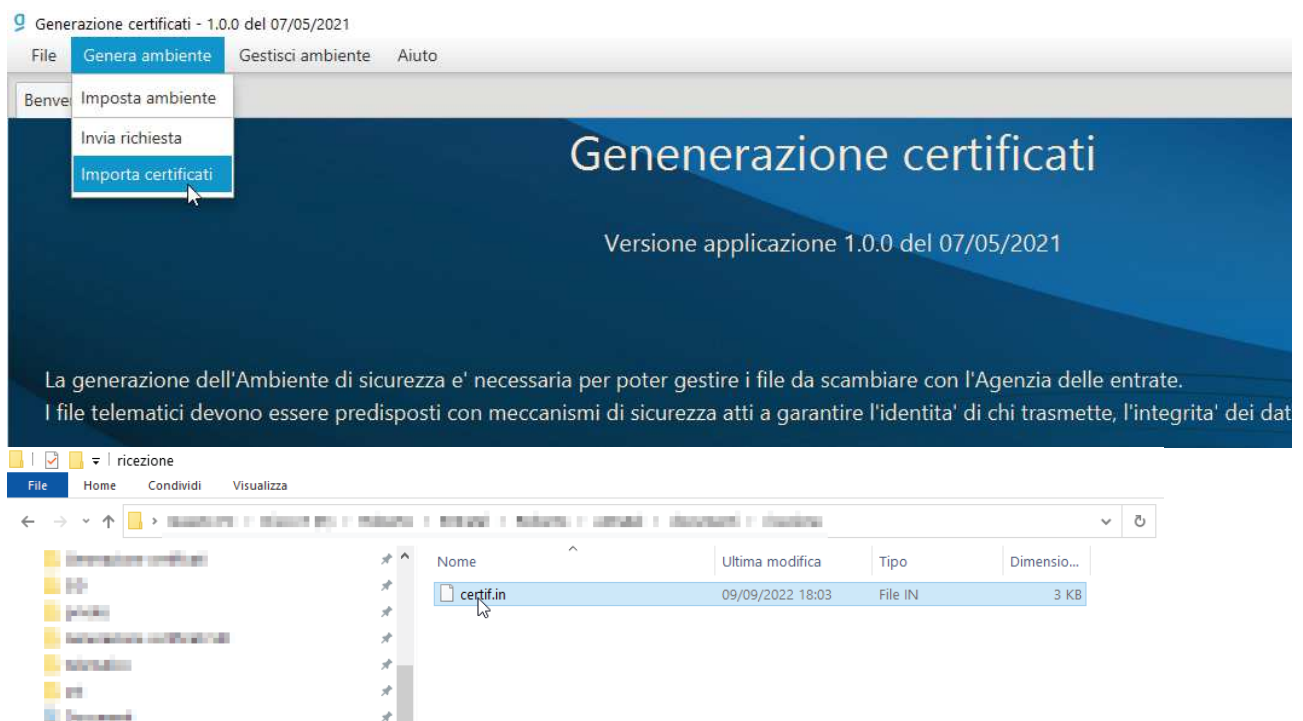 g Generazione certificati - 1.0.0 del 07/05/2021
File Genera ambiente Gestisci ambiente Aiuto
Benve Imposta ambiente
Invia richiesta
Importa certificati
Genenerazione certificati
Versione applicazione 1.0.0 del 07/05/2021
La generazione dell'Ambiente di sicurezza e' necessaria per poter gestire i file da scambiare con l'Agenzia delle entrate.
I file telematici devono essere predisposti con meccanismi di sicurezza atti a garantire l'identita' di chi trasmette, l'integrita' dei dat
ricezione
File Home Condividi Visualizza
Nome Ultima modifica Tipo Dimensio...
certif.in 09/09/2022 18:03 File IN 3 KB